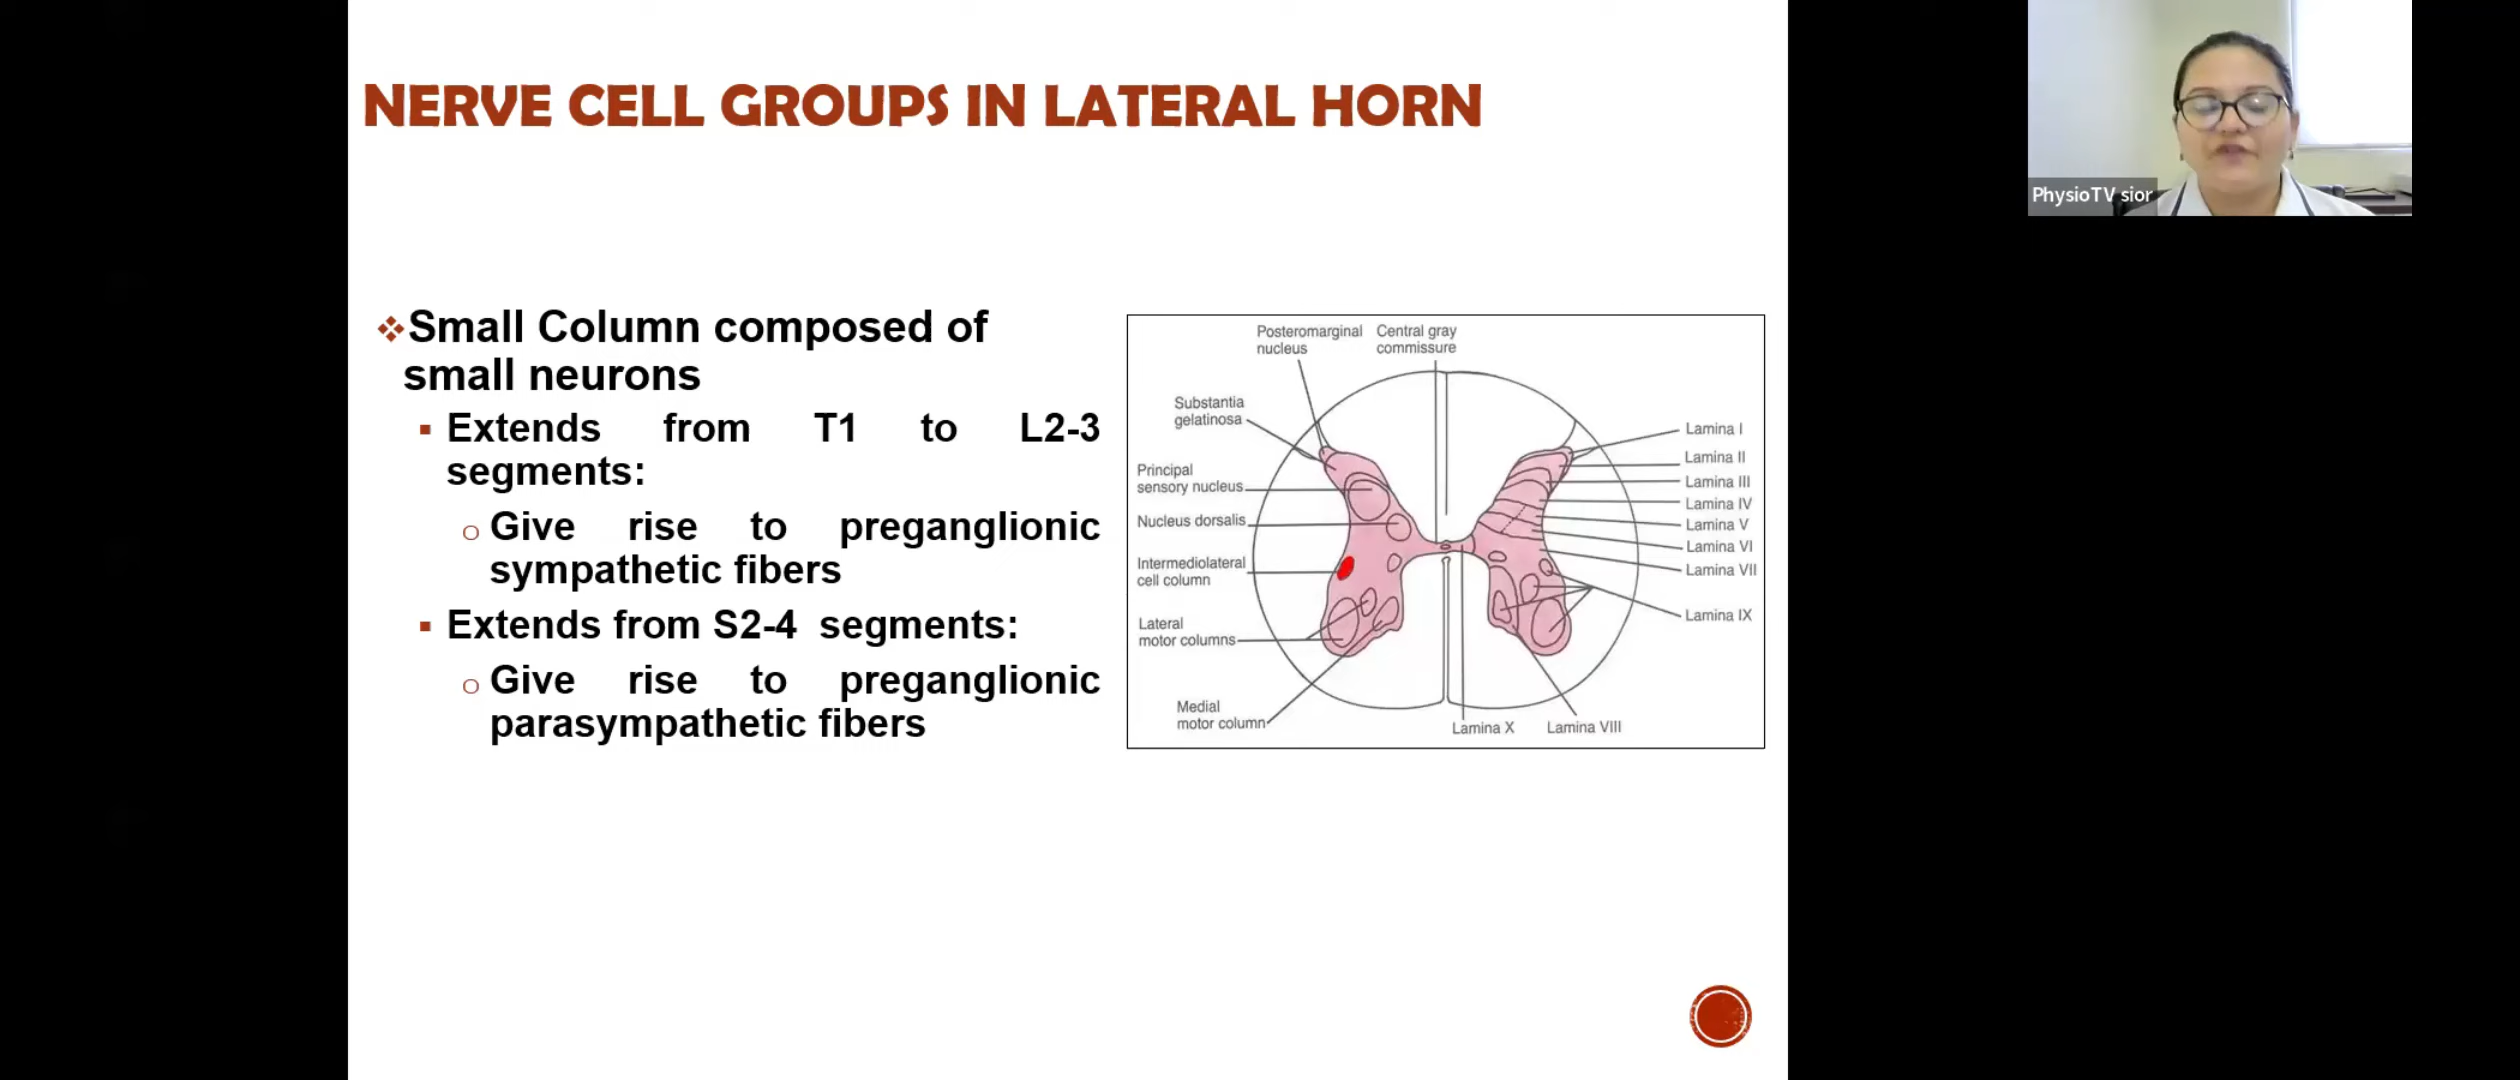 NERVE CELL GROUPS IN LATERAL HORN
PhysioTV sior
Small Column composed of
small neurons
Extends from T1 to L2-3
segments:
Give rise to preganglionic
sympathetic fibers
Extends from S2-4 segments:
Give rise to preganglionic
parasympathetic fibers
Posteromarginal
nucleus
Central gray
commissure
Substantia
gelatinosa
Principal
sensory nucleus
Nucleus dorsalis
Intermediolateral
cell column
Lateral
motor columns
Medial
motor column
Lamina I
Lamina II
Lamina III
Lamina IV
Lamina V
Lamina VI
Lamina VII
Lamina IX
Lamina X
Lamina VIII